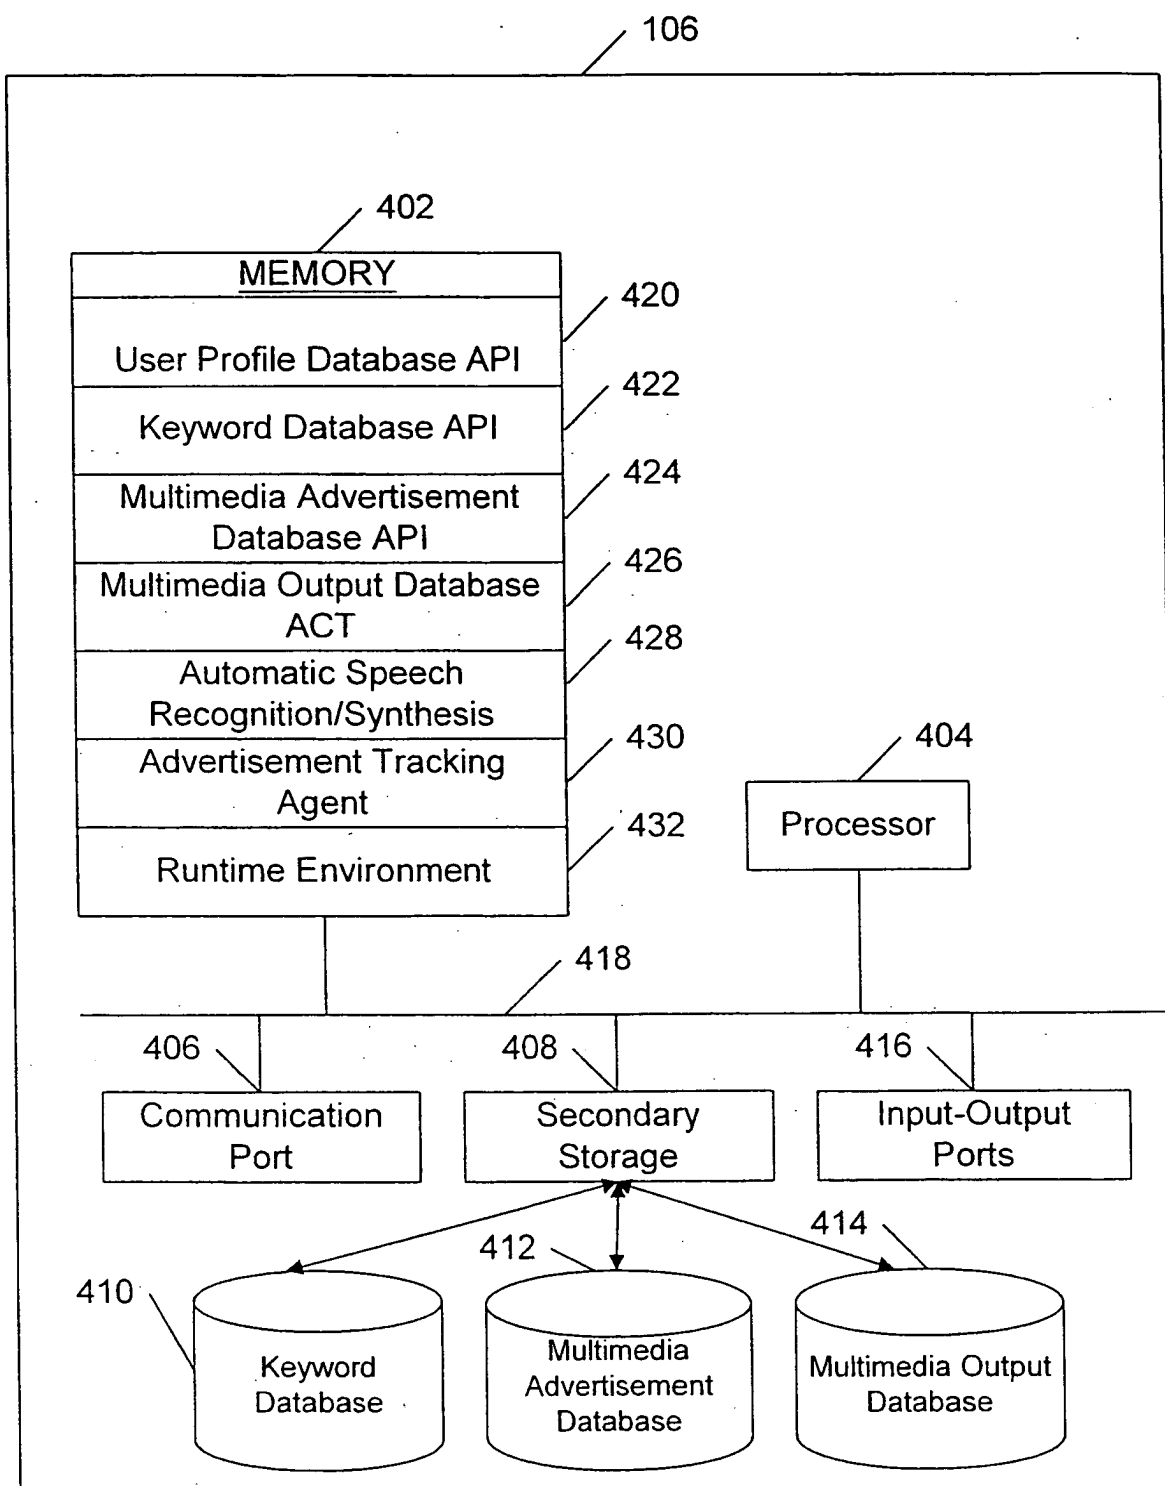 106
402
MEMORY
420
User Profile Database API
422
Keyword Database API
424
Multimedia Advertisement
Database API
426
Multimedia Output Database
ACT
428
Automatic Speech
Recognition/Synthesis
430
Advertisement Tracking
Agent
404
Processor
432
Runtime Environment
418
406
408
416
Communication
Port
Secondary
Storage
Input-Output
Ports
410
412
414
Keyword
Database
Multimedia
Advertisement
Database
Multimedia Output
Database